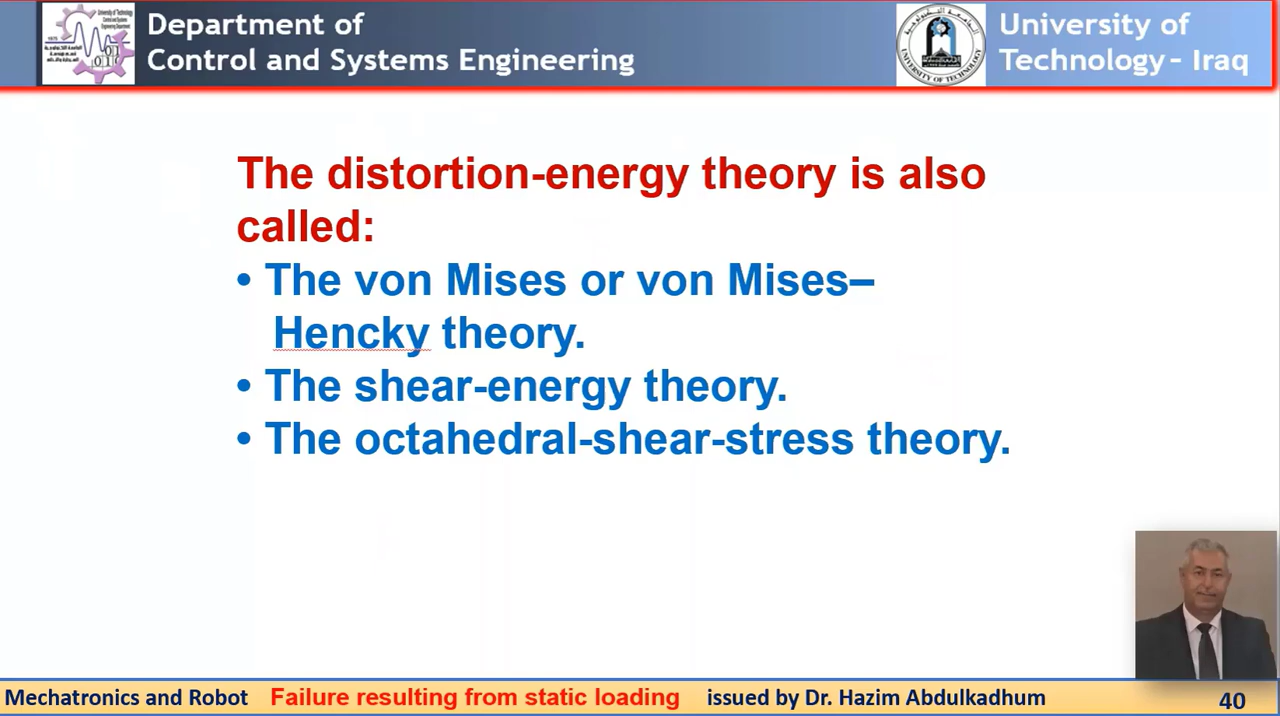 Department of
Control and Systems Engineering
University of
Technology - Iraq
The distortion-energy theory is also
called:
• The von Mises or von Mises–
Hencky theory.
• The shear-energy theory.
• The octahedral-shear-stress theory.
Mechatronics and Robot Failure resulting from static loading issued by Dr. Hazim Abdulkadhum 40